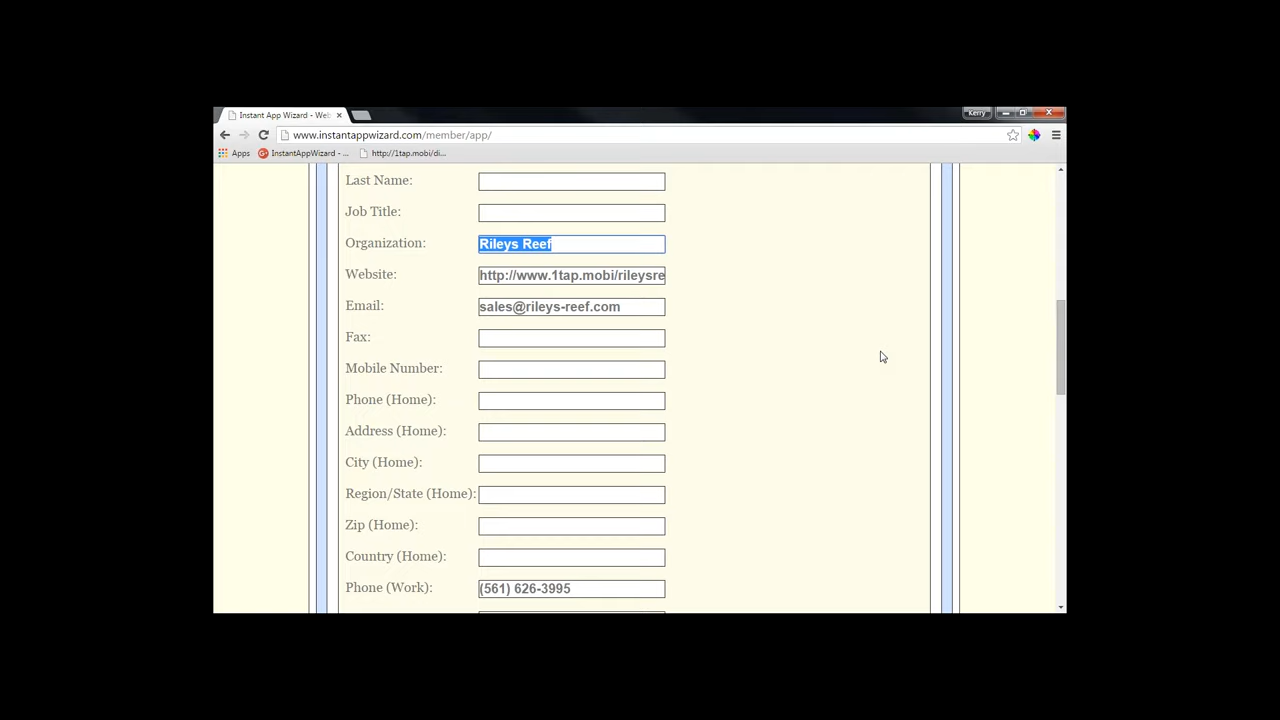 Instant App Wizard - Web
Kerry
www.instantappwizard.com/member/app/
Apps InstantAppWizard - ... http://1tap.mobi/di...
Last Name:
Job Title:
Organization: Rileys Reef
Website: http://www.1tap.mobi/rileysre
Email: sales@rileys-reef.com
Fax:
Mobile Number:
Phone (Home):
Address (Home):
City (Home):
Region/State (Home):
Zip (Home):
Country (Home):
Phone (Work): (561) 626-3995